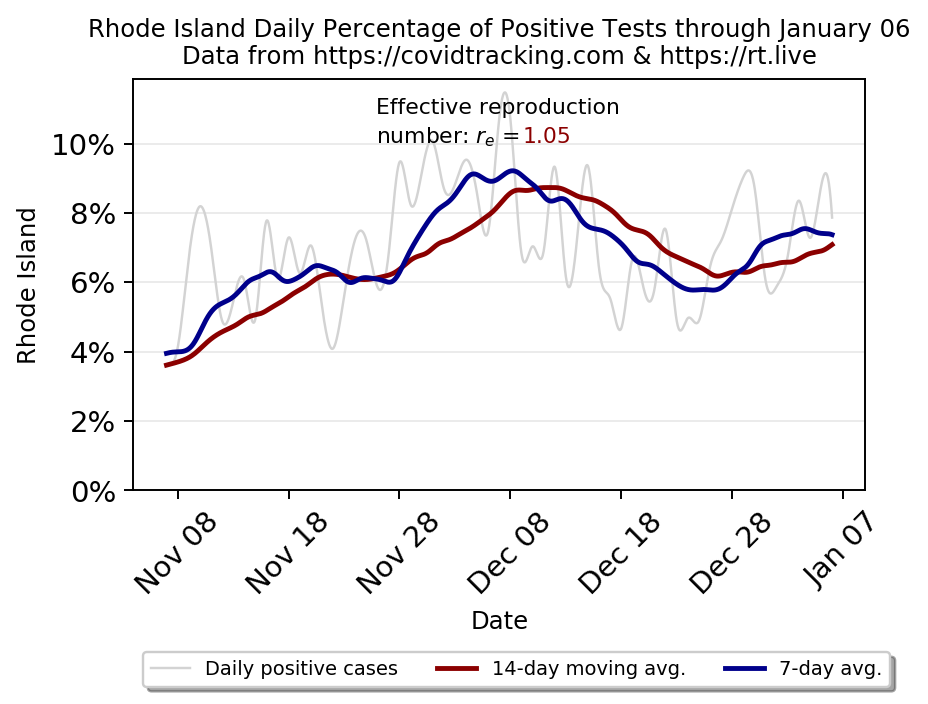 Rhode Island Daily Percentage of Positive Tests through January 06
Data from https://covidtracking.com & https://rt.live
Effective reproduction
number: rₑ = 1.05
10%
8%
6%
4%
2%
0%
Rhode Island
Nov 08
Nov 18
Nov 28
Dec 08
Dec 18
Dec 28
Jan 07
Date
Daily positive cases
14-day moving avg.
7-day avg.